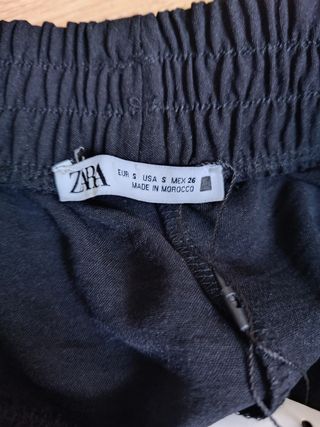 ZARA
EUR S USA S MEX 26
MADE IN MOROCCO